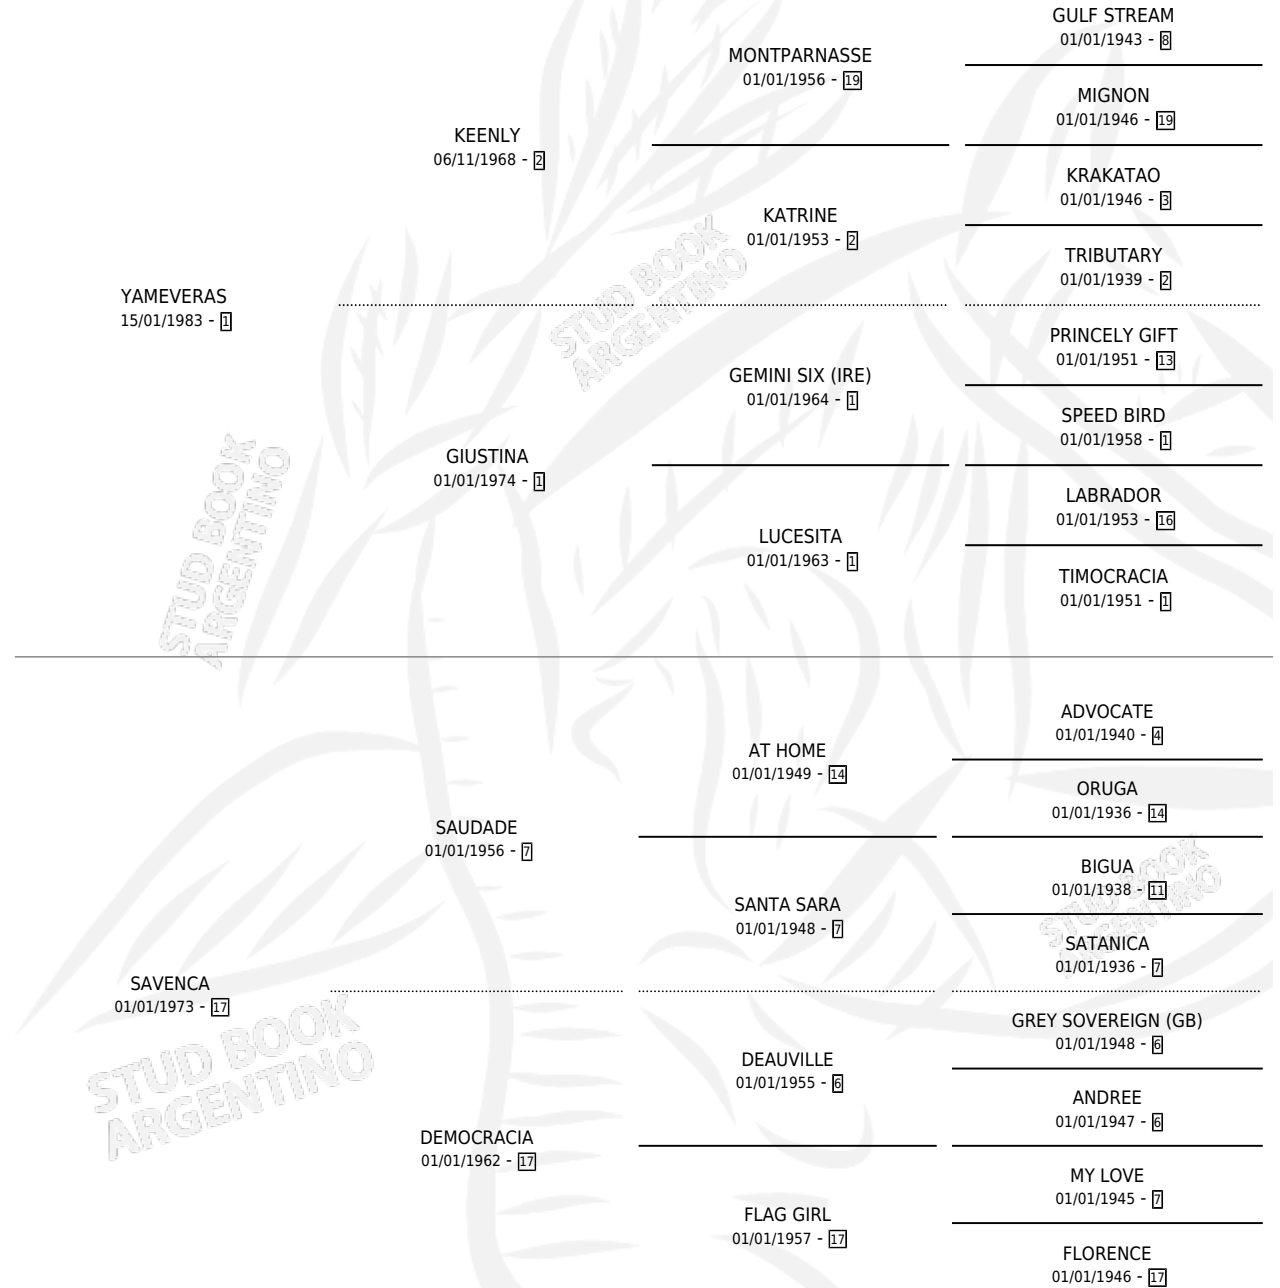 GULF STREAM
01/01/1943 - 8
MONTPARNASSE
01/01/1956 - 19
MIGNON
01/01/1946 - 19
KEENLY
06/11/1968 - 2
KRAKATAO
01/01/1946 - 3
KATRINE
01/01/1953 - 2
TRIBUTARY
01/01/1939 - 2
YAMEVERAS
15/01/1983 - 1
PRINCELY GIFT
01/01/1951 - 13
GEMINI SIX (IRE)
01/01/1964 - 1
SPEED BIRD
01/01/1958 - 1
GIUSTINA
01/01/1974 - 1
LABRADOR
01/01/1953 - 16
LUCESITA
01/01/1963 - 1
TIMOCRACIA
01/01/1951 - 1
STUD BOOK
ARGENTINO
STUD BOOK
ARGENTINO
ADVOCATE
01/01/1940 - 4
AT HOME
01/01/1949 - 14
ORUGA
01/01/1936 - 14
SAUDADE
01/01/1956 - 7
BIGUA
01/01/1938 - 11
SANTA SARA
01/01/1948 - 7
SATANICA
01/01/1936 - 7
SAVENCA
01/01/1973 - 17
GREY SOVEREIGN (GB)
01/01/1948 - 6
DEAUVILLE
01/01/1955 - 6
ANDREE
01/01/1947 - 6
DEMOCRACIA
01/01/1962 - 17
MY LOVE
01/01/1945 - 7
FLAG GIRL
01/01/1957 - 17
FLORENCE
01/01/1946 - 17
STUD BOOK
ARGENTINO
STUD BOOK
ARGENTINO